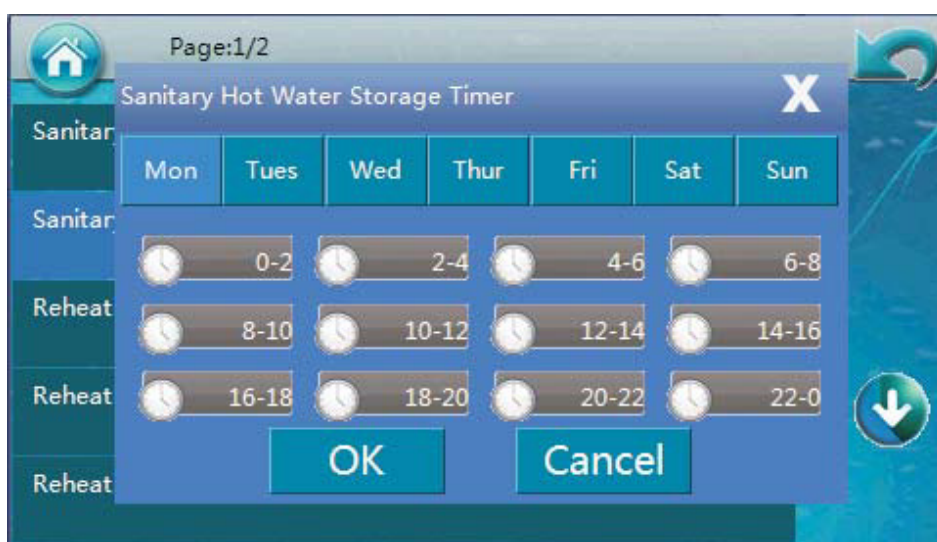 Page:1/2
Sanitary Hot Water Storage Timer X
Sanitar
Mon Tues Wed Thur Fri Sat Sun
Sanitar
0-2 2-4 4-6 6-8
Reheat
8-10 10-12 12-14 14-16
Reheat
16-18 18-20 20-22 22-0
OK Cancel
Reheat